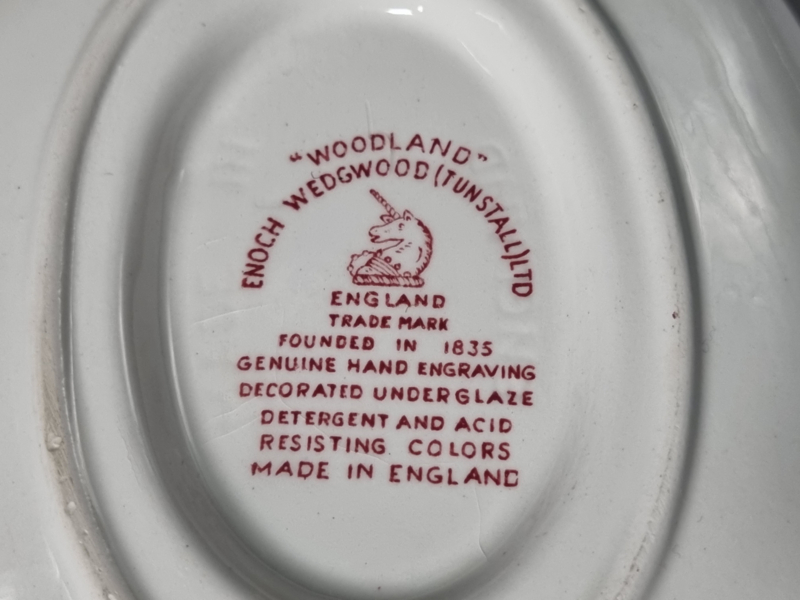 "WOODLAND"
ENOCH WEDGWOOD (TUNSTALL) LTD
ENGLAND
TRADE MARK
FOUNDED IN 1835
GENUINE HAND ENGRAVING
DECORATED UNDERGLAZE
DETERGENT AND ACID
RESISTING COLORS
MADE IN ENGLAND